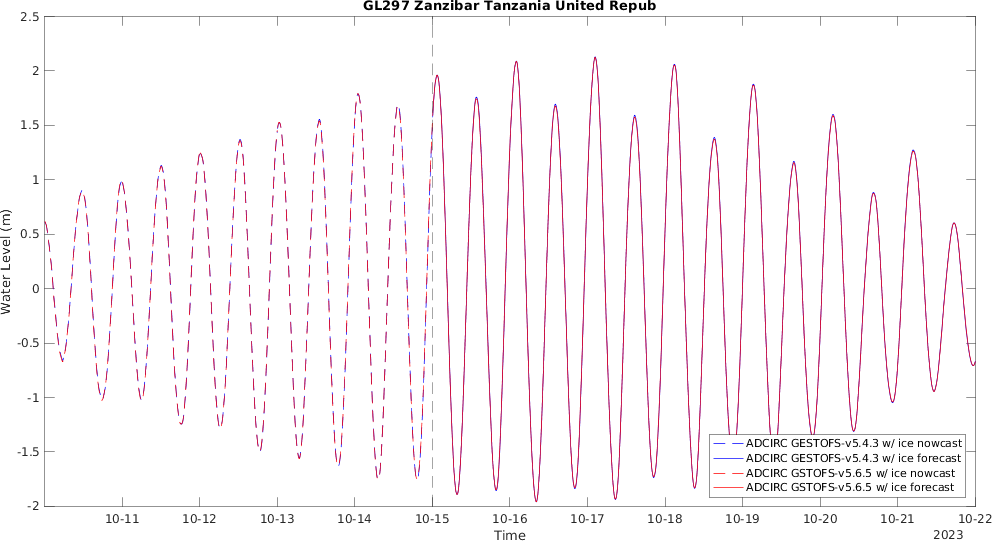 GL297 Zanzibar Tanzania United Repub
2.5
2
1.5
1
0.5
0
-0.5
-1
-1.5
-2
Water Level (m)
ADCIRC GESTOFS-v5.4.3 w/ ice nowcast
ADCIRC GESTOFS-v5.4.3 w/ ice forecast
ADCIRC GSTOFS-v5.6.5 w/ ice nowcast
ADCIRC GSTOFS-v5.6.5 w/ ice forecast
10-11 10-12 10-13 10-14 10-15 10-16 10-17 10-18 10-19 10-20 10-21 10-22
Time
2023